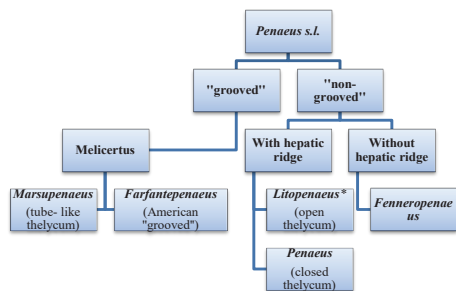 Penaeus s.l.
"grooved"
"non-
grooved"
Melicertus
With hepatic
ridge
Without
hepatic ridge
Marsupenaeus
(tube- like
thelycum)
Farfantepenaeus
(American
"grooved")
Litopenaeus*
(open
thelycum)
Fenneropenae
us
Penaeus
(closed
thelycum)